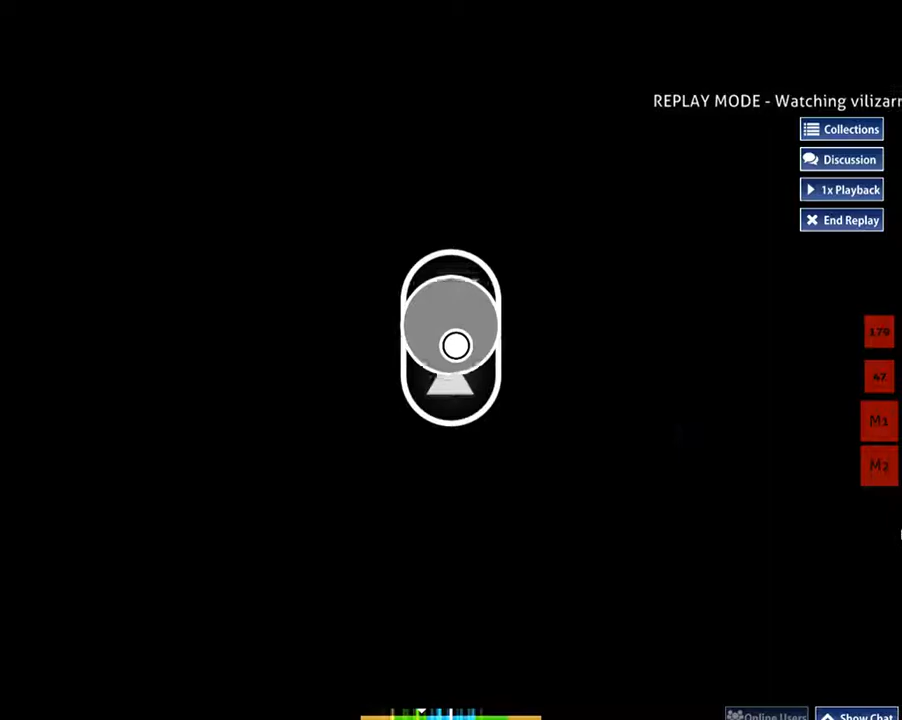 REPLAY MODE - Watching vilizar
Collections
Discussion
1x Playback
End Replay
179
47
M1
M2
Online Users
Show Chat